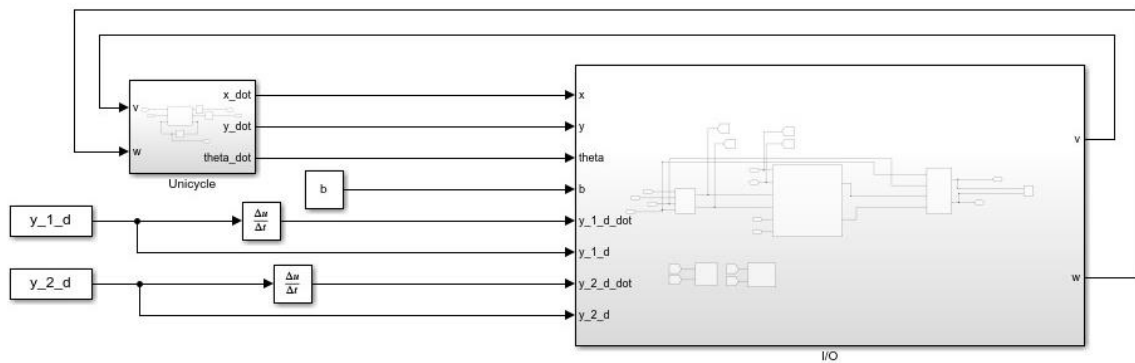 v
w
x_dot
y_dot
theta_dot
Unicycle
b
y_1_d
Δu
Δt
y_2_d
Δu
Δt
x
y
theta
b
y_1_d_dot
y_1_d
y_2_d_dot
y_2_d
v
w
I/O